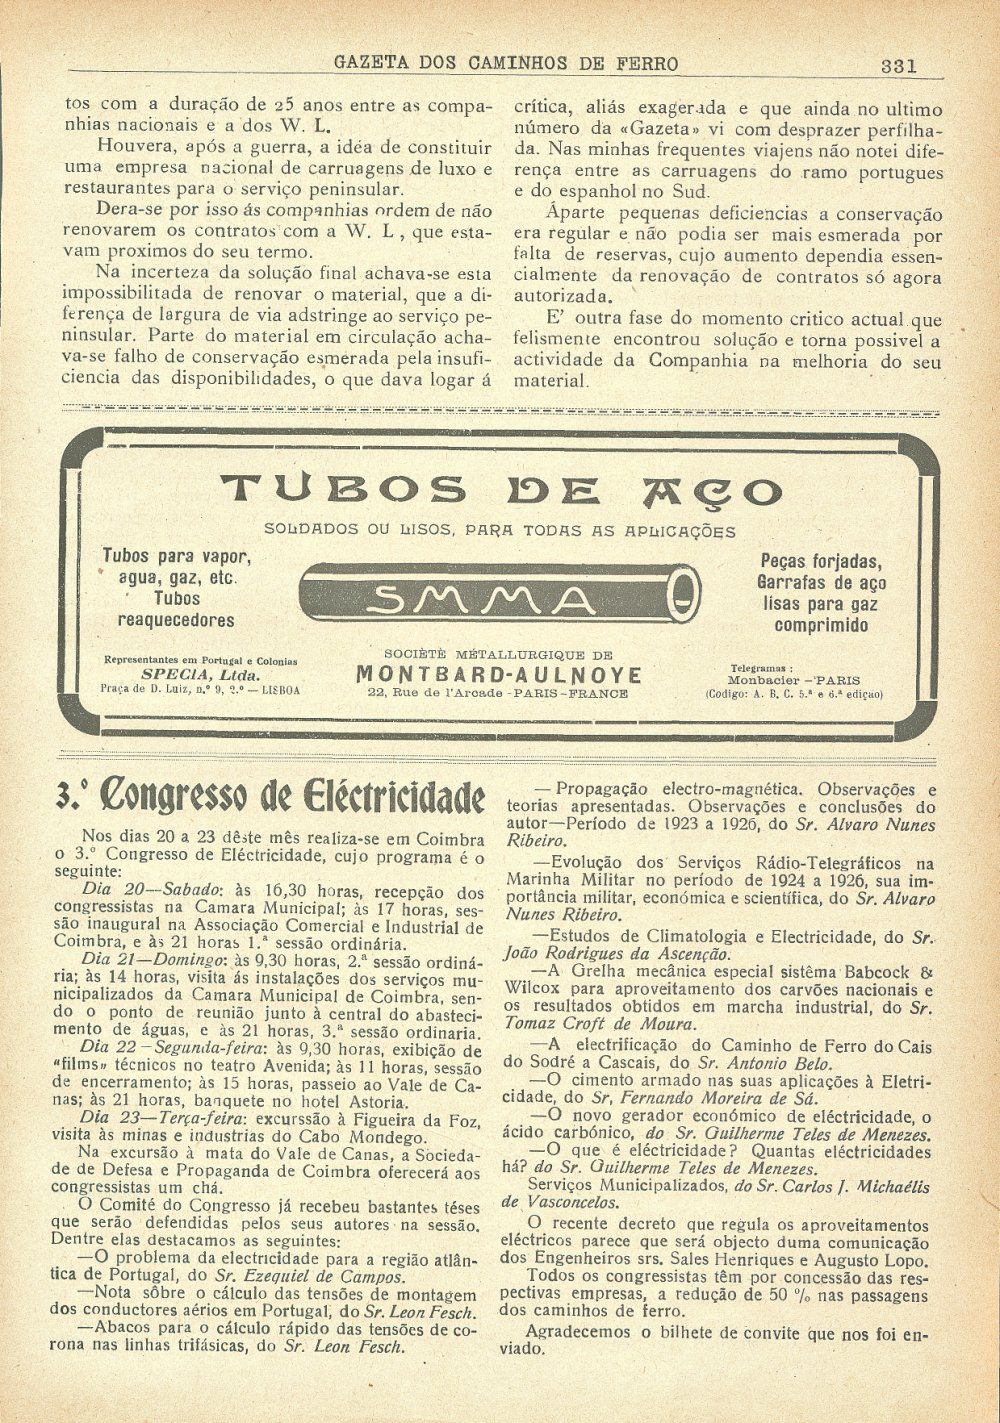 GAZETA DOS CAMINHOS DE FERRO
331
tos com a duração de 25 anos entre as compa-
nhias nacionais e a dos W. L.
Houvera, após a guerra, a idéa de constituir
uma empresa nacional de carruagens de luxo e
restaurantes para o serviço peninsular.
Dera-se por isso ás companhias ordem de não
renovarem os contratos com a W. L, que esta-
vam proximos do seu termo.
Na incerteza da solução final achava-se esta
impossibilitada de renovar o material, que a di-
ferença de largura de via adstringe ao serviço pe-
ninsular. Parte do material em circulação acha-
va-se falho de conservação esmerada pela insufi-
ciencia das disponibilidades, o que dava logar á
crítica, aliás exagerada e que ainda no ultimo
número da «Gazeta» vi com desprazer perfilha-
da. Nas minhas frequentes viajens não notei dife-
rença entre as carruagens do ramo portugues
e do espanhol no Sud.
Áparte pequenas deficiencias a conservação
era regular e não podia ser mais esmerada por
falta de reservas, cujo aumento dependia essen-
cialmente da renovação de contratos só agora
autorizada.
E' outra fase do momento critico actual que
felismente encontrou solução e torna possivel a
actividade da Companhia na melhoria do seu
material.
TUBOS DE AÇO
SOLDADOS OU LISOS, PARA TODAS AS APLICAÇÕES
Tubos para vapor,
agua, gaz, etc.
Tubos
reaquecedores
SMMA
Peças forjadas,
Garrafas de aço
lisas para gaz
comprimido
Representantes em Portugal e Colonias
SPECIA, Ltda.
Praça de D. Luiz, n.º 9, 2.º — LISBOA
SOCIÈTÈ MÉTALLURGIQUE DE
MONTBARD-AULNOYE
22, Rue de l'Arcade - PARIS - FRANCE
Telegramas :
Monbacier — PARIS
(Codigo: A. B. C. 5.ª e 6.ª edição)
3.º Congresso de Eléctricidade
Nos dias 20 a 23 dêste mês realiza-se em Coimbra
o 3.º Congresso de Eléctricidade, cujo programa é o
seguinte:
Dia 20—Sabado: às 16,30 horas, recepção dos
congressistas na Camara Municipal; às 17 horas, ses-
são inaugural na Associação Comercial e Industrial de
Coimbra, e às 21 horas 1.ª sessão ordinária.
Dia 21—Domingo: às 9,30 horas, 2.ª sessão ordiná-
ria; às 14 horas, visita ás instalações dos serviços mu-
nicipalizados da Camara Municipal de Coimbra, sen-
do o ponto de reunião junto à central do abasteci-
mento de águas, e às 21 horas, 3.ª sessão ordinaria.
Dia 22—Segunda-feira: às 9,30 horas, exibição de
«films» técnicos no teatro Avenida; às 11 horas, sessão
de encerramento; às 15 horas, passeio ao Vale de Ca-
nas; às 21 horas, banquete no hotel Astoria.
Dia 23—Terça-feira: excurssão à Figueira da Foz,
visita às minas e industrias do Cabo Mondego.
Na excursão à mata do Vale de Canas, a Socieda-
de de Defesa e Propaganda de Coimbra oferecerá aos
congressistas um chá.
O Comité do Congresso já recebeu bastantes téses
que serão defendidas pelos seus autores na sessão.
Dentre elas destacamos as seguintes:
—O problema da electricidade para a região atlân-
tica de Portugal, do Sr. Ezequiel de Campos.
—Nota sôbre o cálculo das tensões de montagem
dos conductores aérios em Portugal, do Sr. Leon Fesch.
—Abacos para o cálculo rápido das tensões de co-
rona nas linhas trifásicas, do Sr. Leon Fesch.
— Propagação electro-magnética. Observações e
teorias apresentadas. Observações e conclusões do
autor—Período de 1923 a 1926, do Sr. Alvaro Nunes
Ribeiro.
—Evolução dos Serviços Rádio-Telegráficos na
Marinha Militar no período de 1924 a 1926, sua im-
portância militar, económica e scientífica, do Sr. Alvaro
Nunes Ribeiro.
—Estudos de Climatologia e Electricidade, do Sr.
João Rodrigues da Ascenção.
—A Grelha mecânica especial sistêma Babcock &
Wilcox para aproveitamento dos carvões nacionais e
os resultados obtidos em marcha industrial, do Sr.
Tomaz Croft de Moura.
—A electrificação do Caminho de Ferro do Cais
do Sodré a Cascais, do Sr. Antonio Belo.
—O cimento armado nas suas aplicações à Eletri-
cidade, do Sr, Fernando Moreira de Sá.
—O novo gerador económico de eléctricidade, o
ácido carbónico, do Sr. Guilherme Teles de Menezes.
—O que é eléctricidade? Quantas eléctricidades
há? do Sr. Guilherme Teles de Menezes.
Serviços Municipalizados, do Sr. Carlos J. Michaélis
de Vasconcelos.
O recente decreto que regula os aproveitamentos
eléctricos parece que será objecto duma comunicação
dos Engenheiros srs. Sales Henriques e Augusto Lopo.
Todos os congressistas têm por concessão das res-
pectivas empresas, a redução de 50 % nas passagens
dos caminhos de ferro.
Agradecemos o bilhete de convite que nos foi en-
viado.